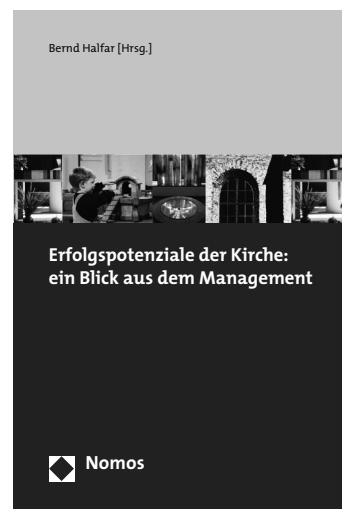 Bernd Halfar [Hrsg.]
Erfolgspotenziale der Kirche:
ein Blick aus dem Management
Nomos